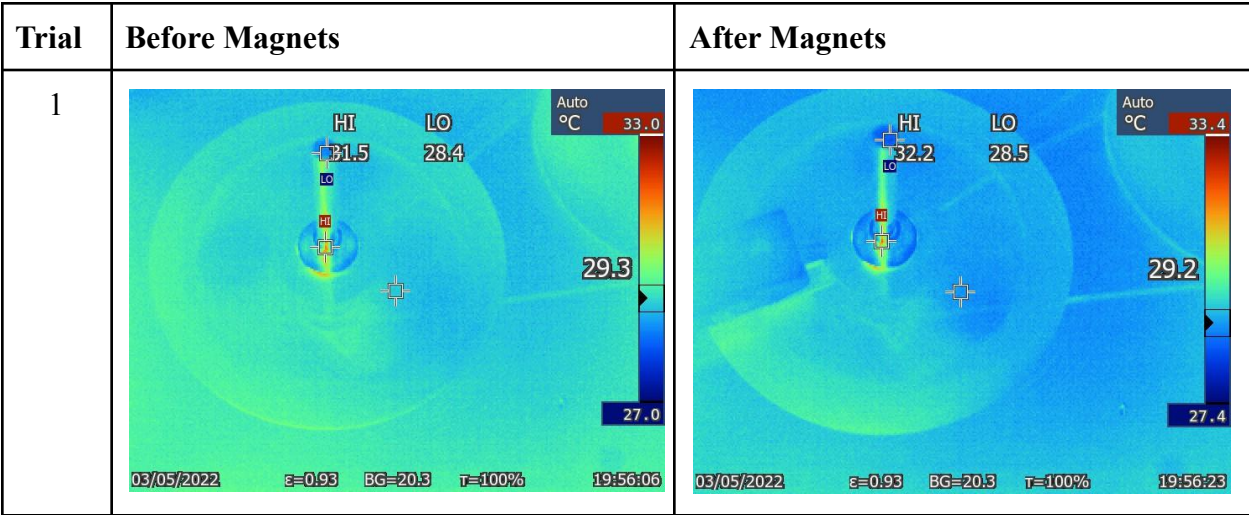 Trial Before Magnets After Magnets
1
Auto
°C 33.0
HI LO
31.5 28.4
LO
HI
29.3
27.0
03/05/2022 ε=0.93 BG=20.3 τ=100% 19:56:06
Auto
°C 33.4
HI LO
32.2 28.5
LO
HI
29.2
27.4
03/05/2022 ε=0.93 BG=20.3 τ=100% 19:56:23